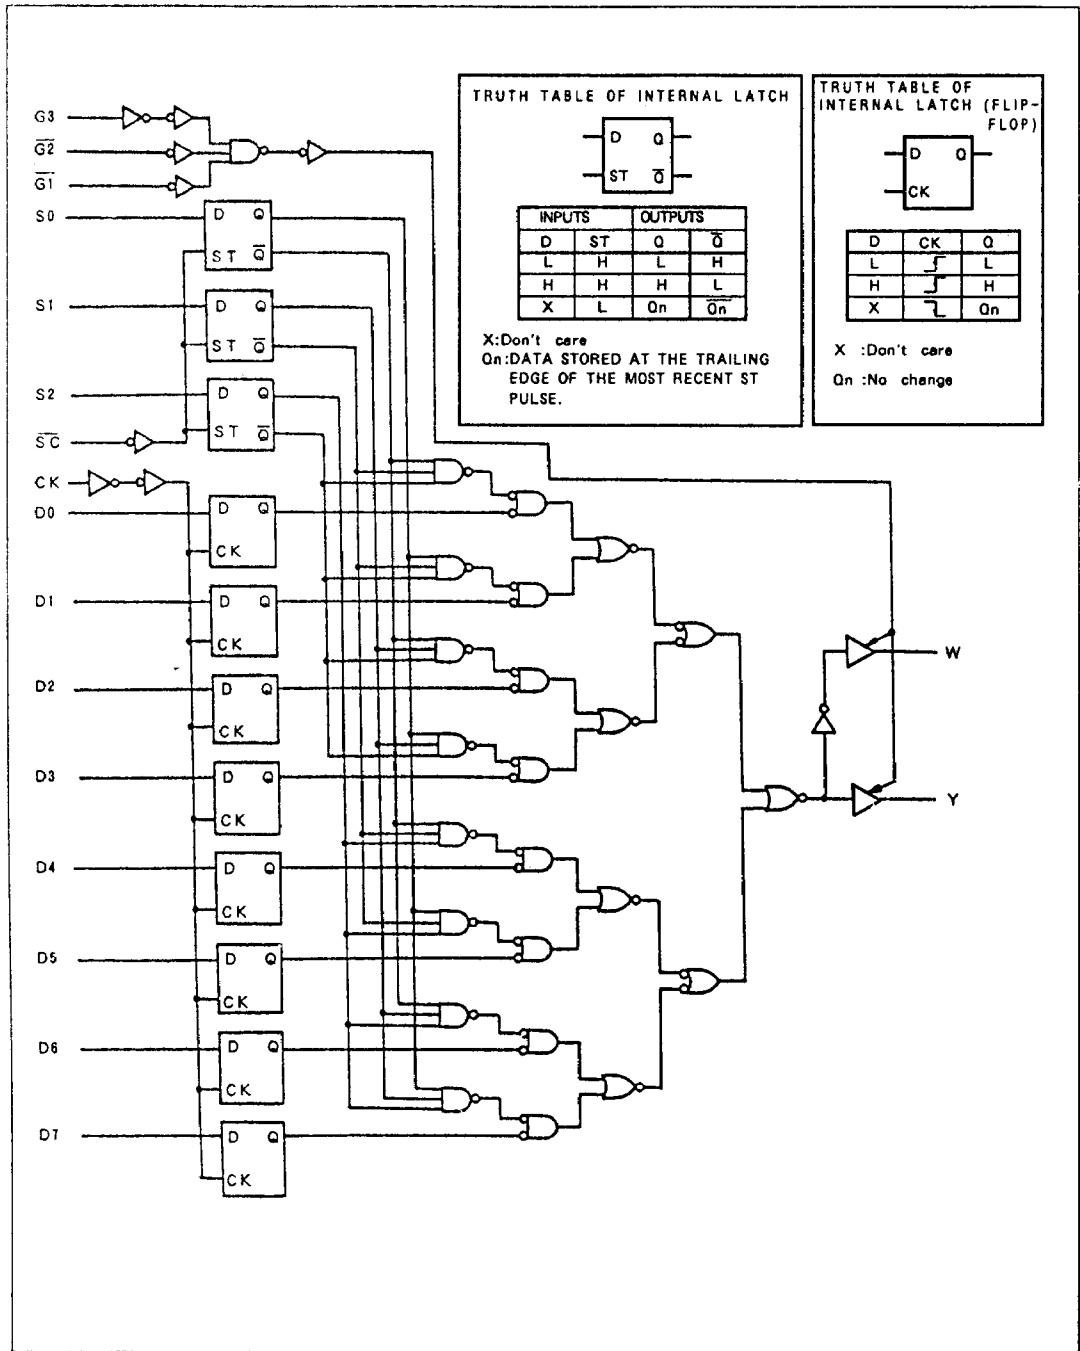 G3
G2
G1
S0
D Q
ST Q
S1
D Q
ST Q
S2
D Q
ST Q
SC
CK
D0
D Q
CK
D1
D Q
CK
D2
D Q
CK
D3
D Q
CK
D4
D Q
CK
D5
D Q
CK
D6
D Q
CK
D7
D Q
CK
W
Y
TRUTH TABLE OF INTERNAL LATCH
D Q
ST Q
INPUTS OUTPUTS
D ST Q Q
L H L H
H H H L
X L Qn Qn
X:Don't care
Qn:DATA STORED AT THE TRAILING
EDGE OF THE MOST RECENT ST
PULSE.
TRUTH TABLE OF
INTERNAL LATCH (FLIP-
FLOP)
D Q
CK
D CK Q
L L
H H
X Qn
X :Don't care
Qn :No change